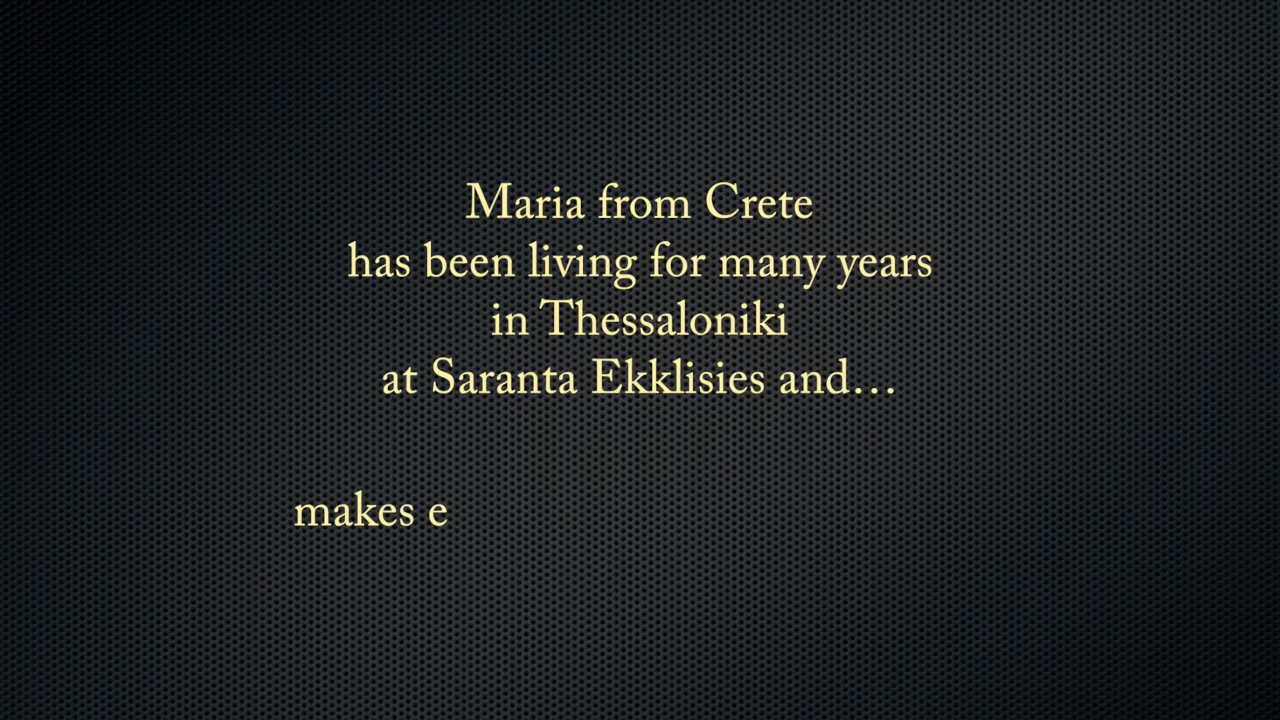 Maria from Crete
has been living for many years
in Thessaloniki
at Saranta Ekklisies and…
makes e